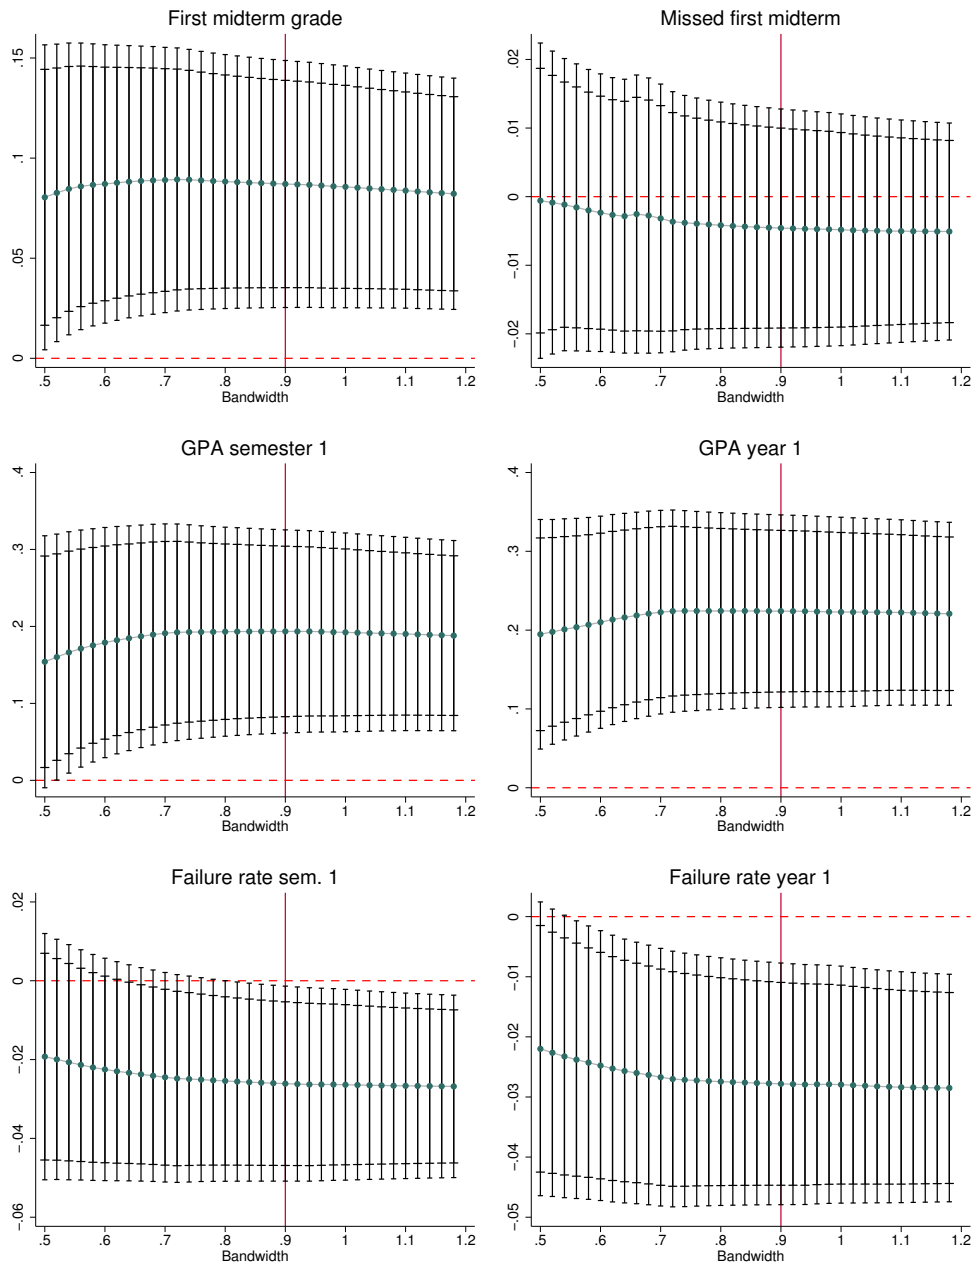 First midterm grade
.15
.1
.05
0
.5 .6 .7 .8 .9 1 1.1 1.2
Bandwidth
Missed first midterm
.02
.01
0
-.01
-.02
.5 .6 .7 .8 .9 1 1.1 1.2
Bandwidth
GPA semester 1
.4
.3
.2
.1
0
.5 .6 .7 .8 .9 1 1.1 1.2
Bandwidth
GPA year 1
.4
.3
.2
.1
0
.5 .6 .7 .8 .9 1 1.1 1.2
Bandwidth
Failure rate sem. 1
.02
0
-.02
-.04
-.06
.5 .6 .7 .8 .9 1 1.1 1.2
Bandwidth
Failure rate year 1
0
-.01
-.02
-.03
-.04
-.05
.5 .6 .7 .8 .9 1 1.1 1.2
Bandwidth